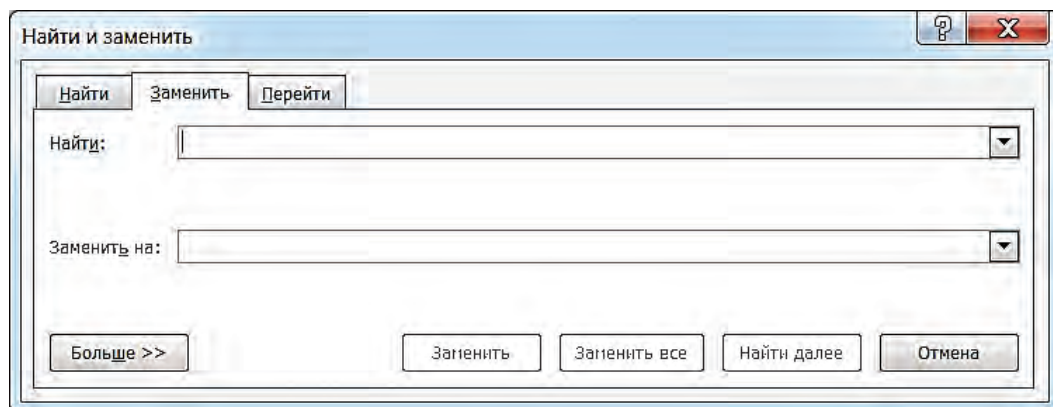 Найти и заменить
Найти Заменить Перейти
Найти:
Заменить на:
Больше >> Заменить Заменить все Найти далее Отмена